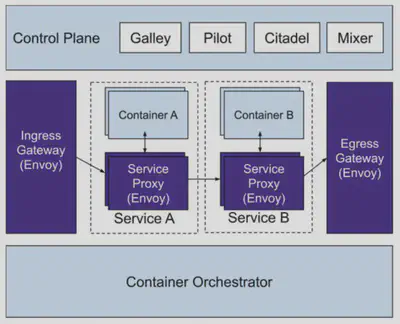 Control Plane
Galley
Pilot
Citadel
Mixer
Ingress
Gateway
(Envoy)
Container A
Service
Proxy
(Envoy)
Service A
Container B
Service
Proxy
(Envoy)
Service B
Egress
Gateway
(Envoy)
Container Orchestrator